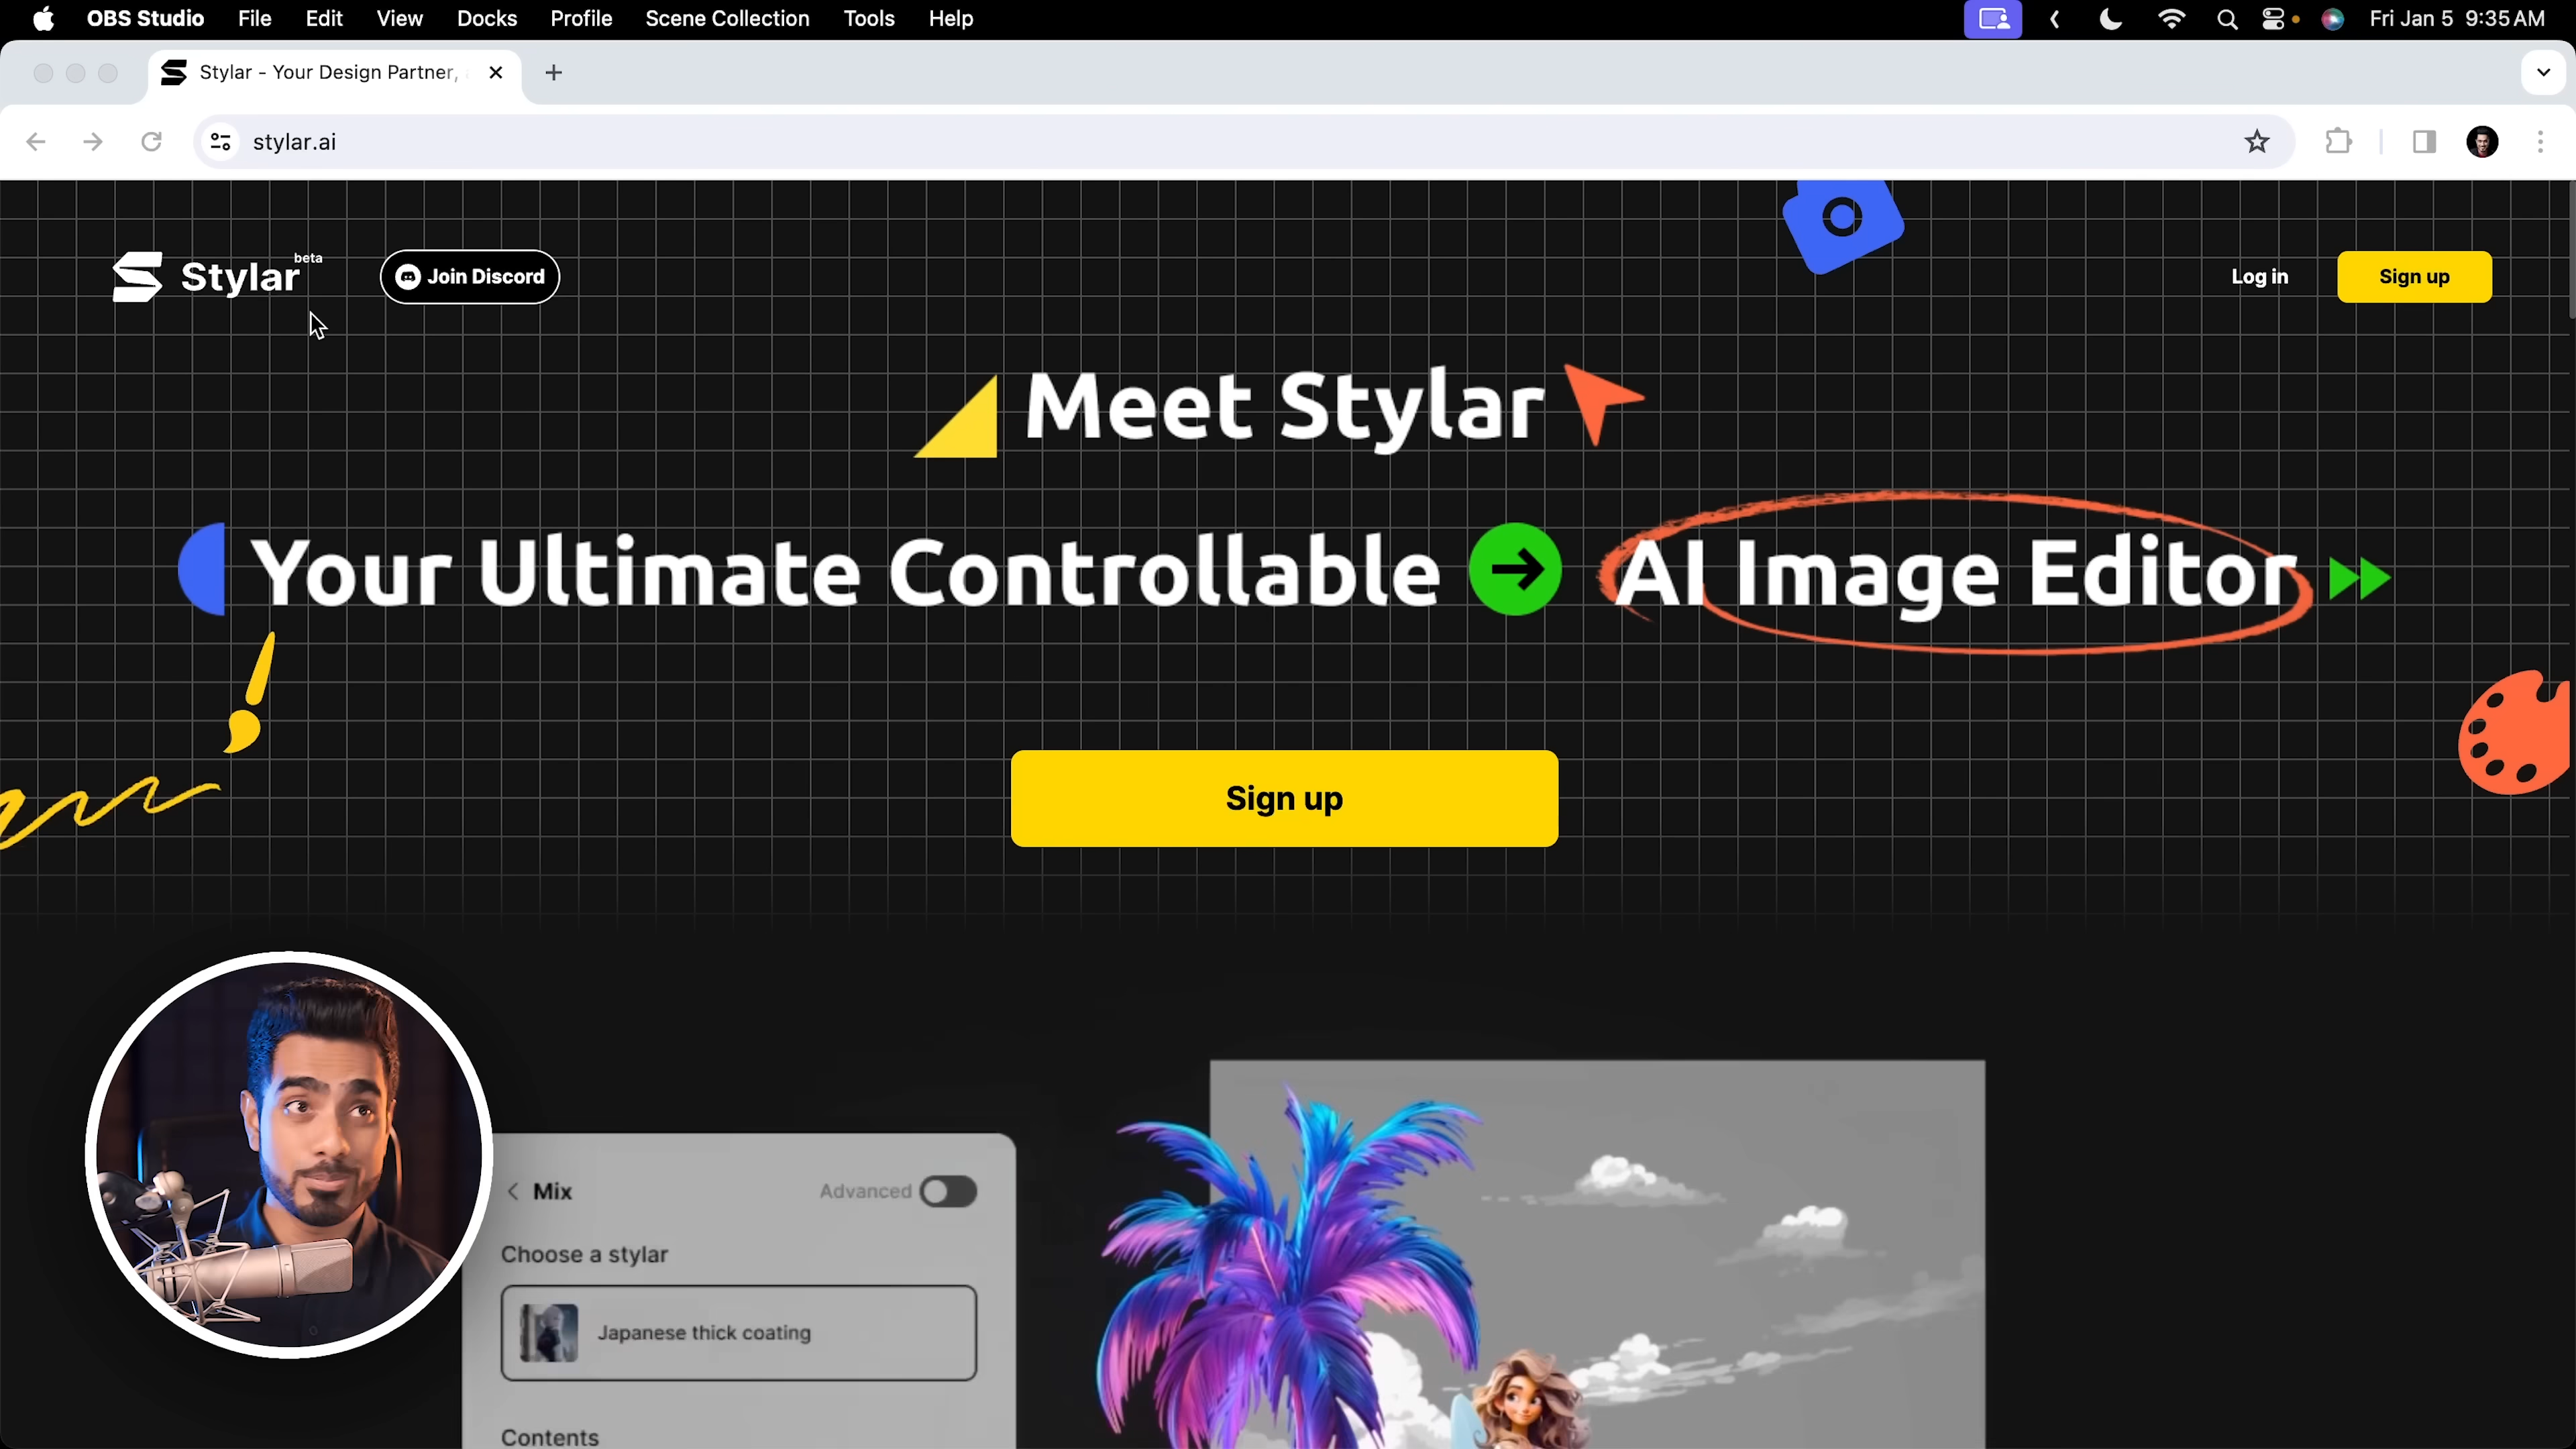 OBS Studio File Edit View Docks Profile Scene Collection Tools Help Fri Jan 5 9:35 AM
Stylar - Your Design Partner,
stylar.ai
Stylar beta Join Discord Log in Sign up
Meet Stylar
Your Ultimate Controllable AI Image Editor
Sign up
Mix Advanced
Choose a stylar
Japanese thick coating
Contents